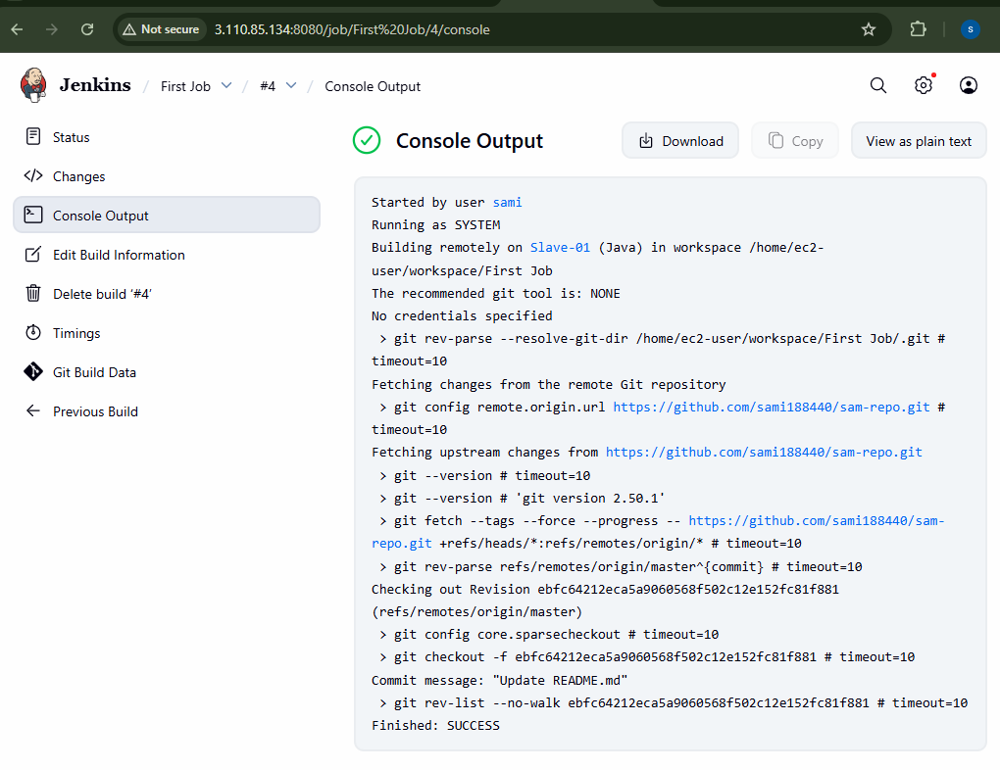 Not secure 3.110.85.134:8080/job/First%20Job/4/console S
Jenkins / First Job / #4 / Console Output
Status
Changes
Console Output
Edit Build Information
Delete build ‘#4’
Timings
Git Build Data
Previous Build
Console Output
Download
Copy
View as plain text
Started by user sami
Running as SYSTEM
Building remotely on Slave-01 (Java) in workspace /home/ec2-
user/workspace/First Job
The recommended git tool is: NONE
No credentials specified
> git rev-parse --resolve-git-dir /home/ec2-user/workspace/First Job/.git #
timeout=10
Fetching changes from the remote Git repository
> git config remote.origin.url https://github.com/sami188440/sam-repo.git #
timeout=10
Fetching upstream changes from https://github.com/sami188440/sam-repo.git
> git --version # timeout=10
> git --version # 'git version 2.50.1'
> git fetch --tags --force --progress -- https://github.com/sami188440/sam-
repo.git +refs/heads/*:refs/remotes/origin/* # timeout=10
> git rev-parse refs/remotes/origin/master^{commit} # timeout=10
Checking out Revision ebfc64212eca5a9060568f502c12e152fc81f881
(refs/remotes/origin/master)
> git config core.sparsecheckout # timeout=10
> git checkout -f ebfc64212eca5a9060568f502c12e152fc81f881 # timeout=10
Commit message: "Update README.md"
> git rev-list --no-walk ebfc64212eca5a9060568f502c12e152fc81f881 # timeout=10
Finished: SUCCESS